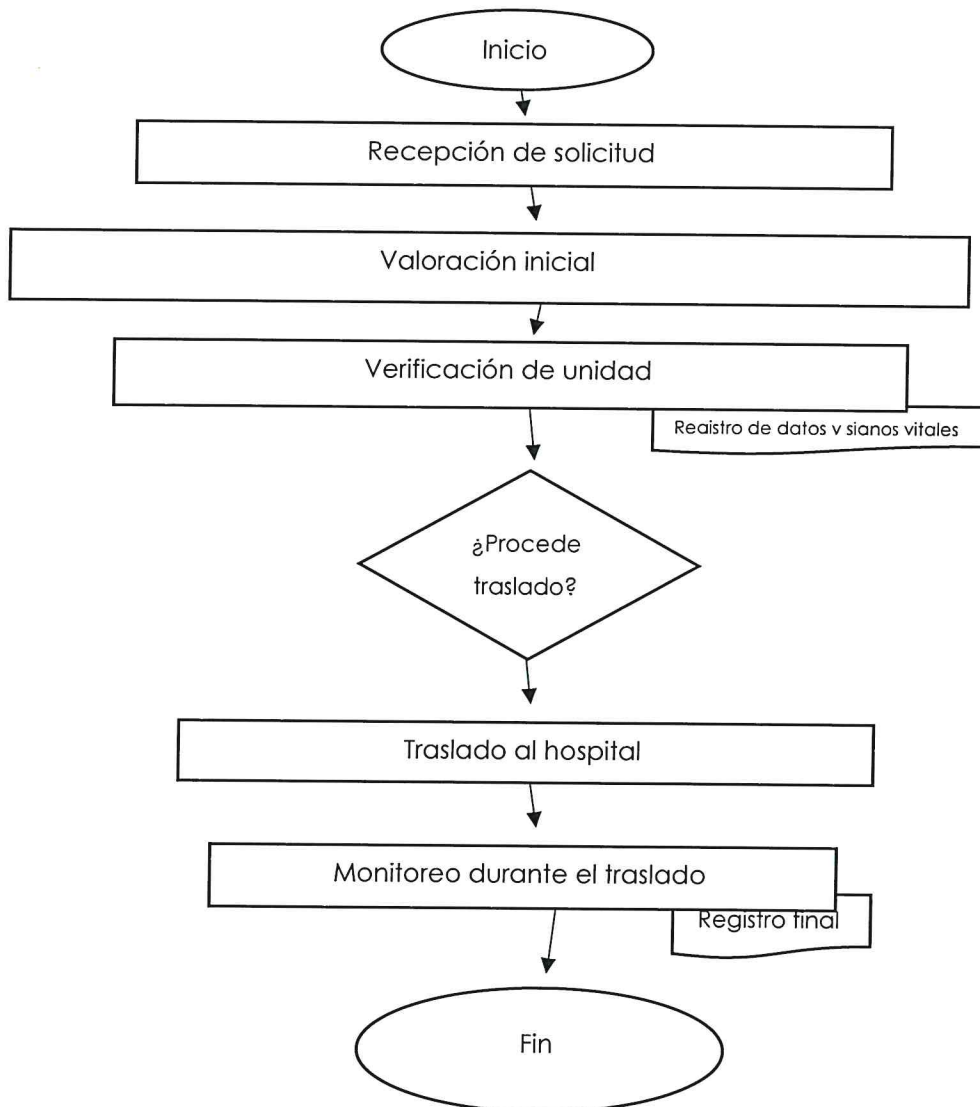 Inicio
Recepción de solicitud
Valoración inicial
Verificación de unidad
Registro de datos y signos vitales
¿Procede
traslado?
Traslado al hospital
Monitoreo durante el traslado
Registro final
Fin